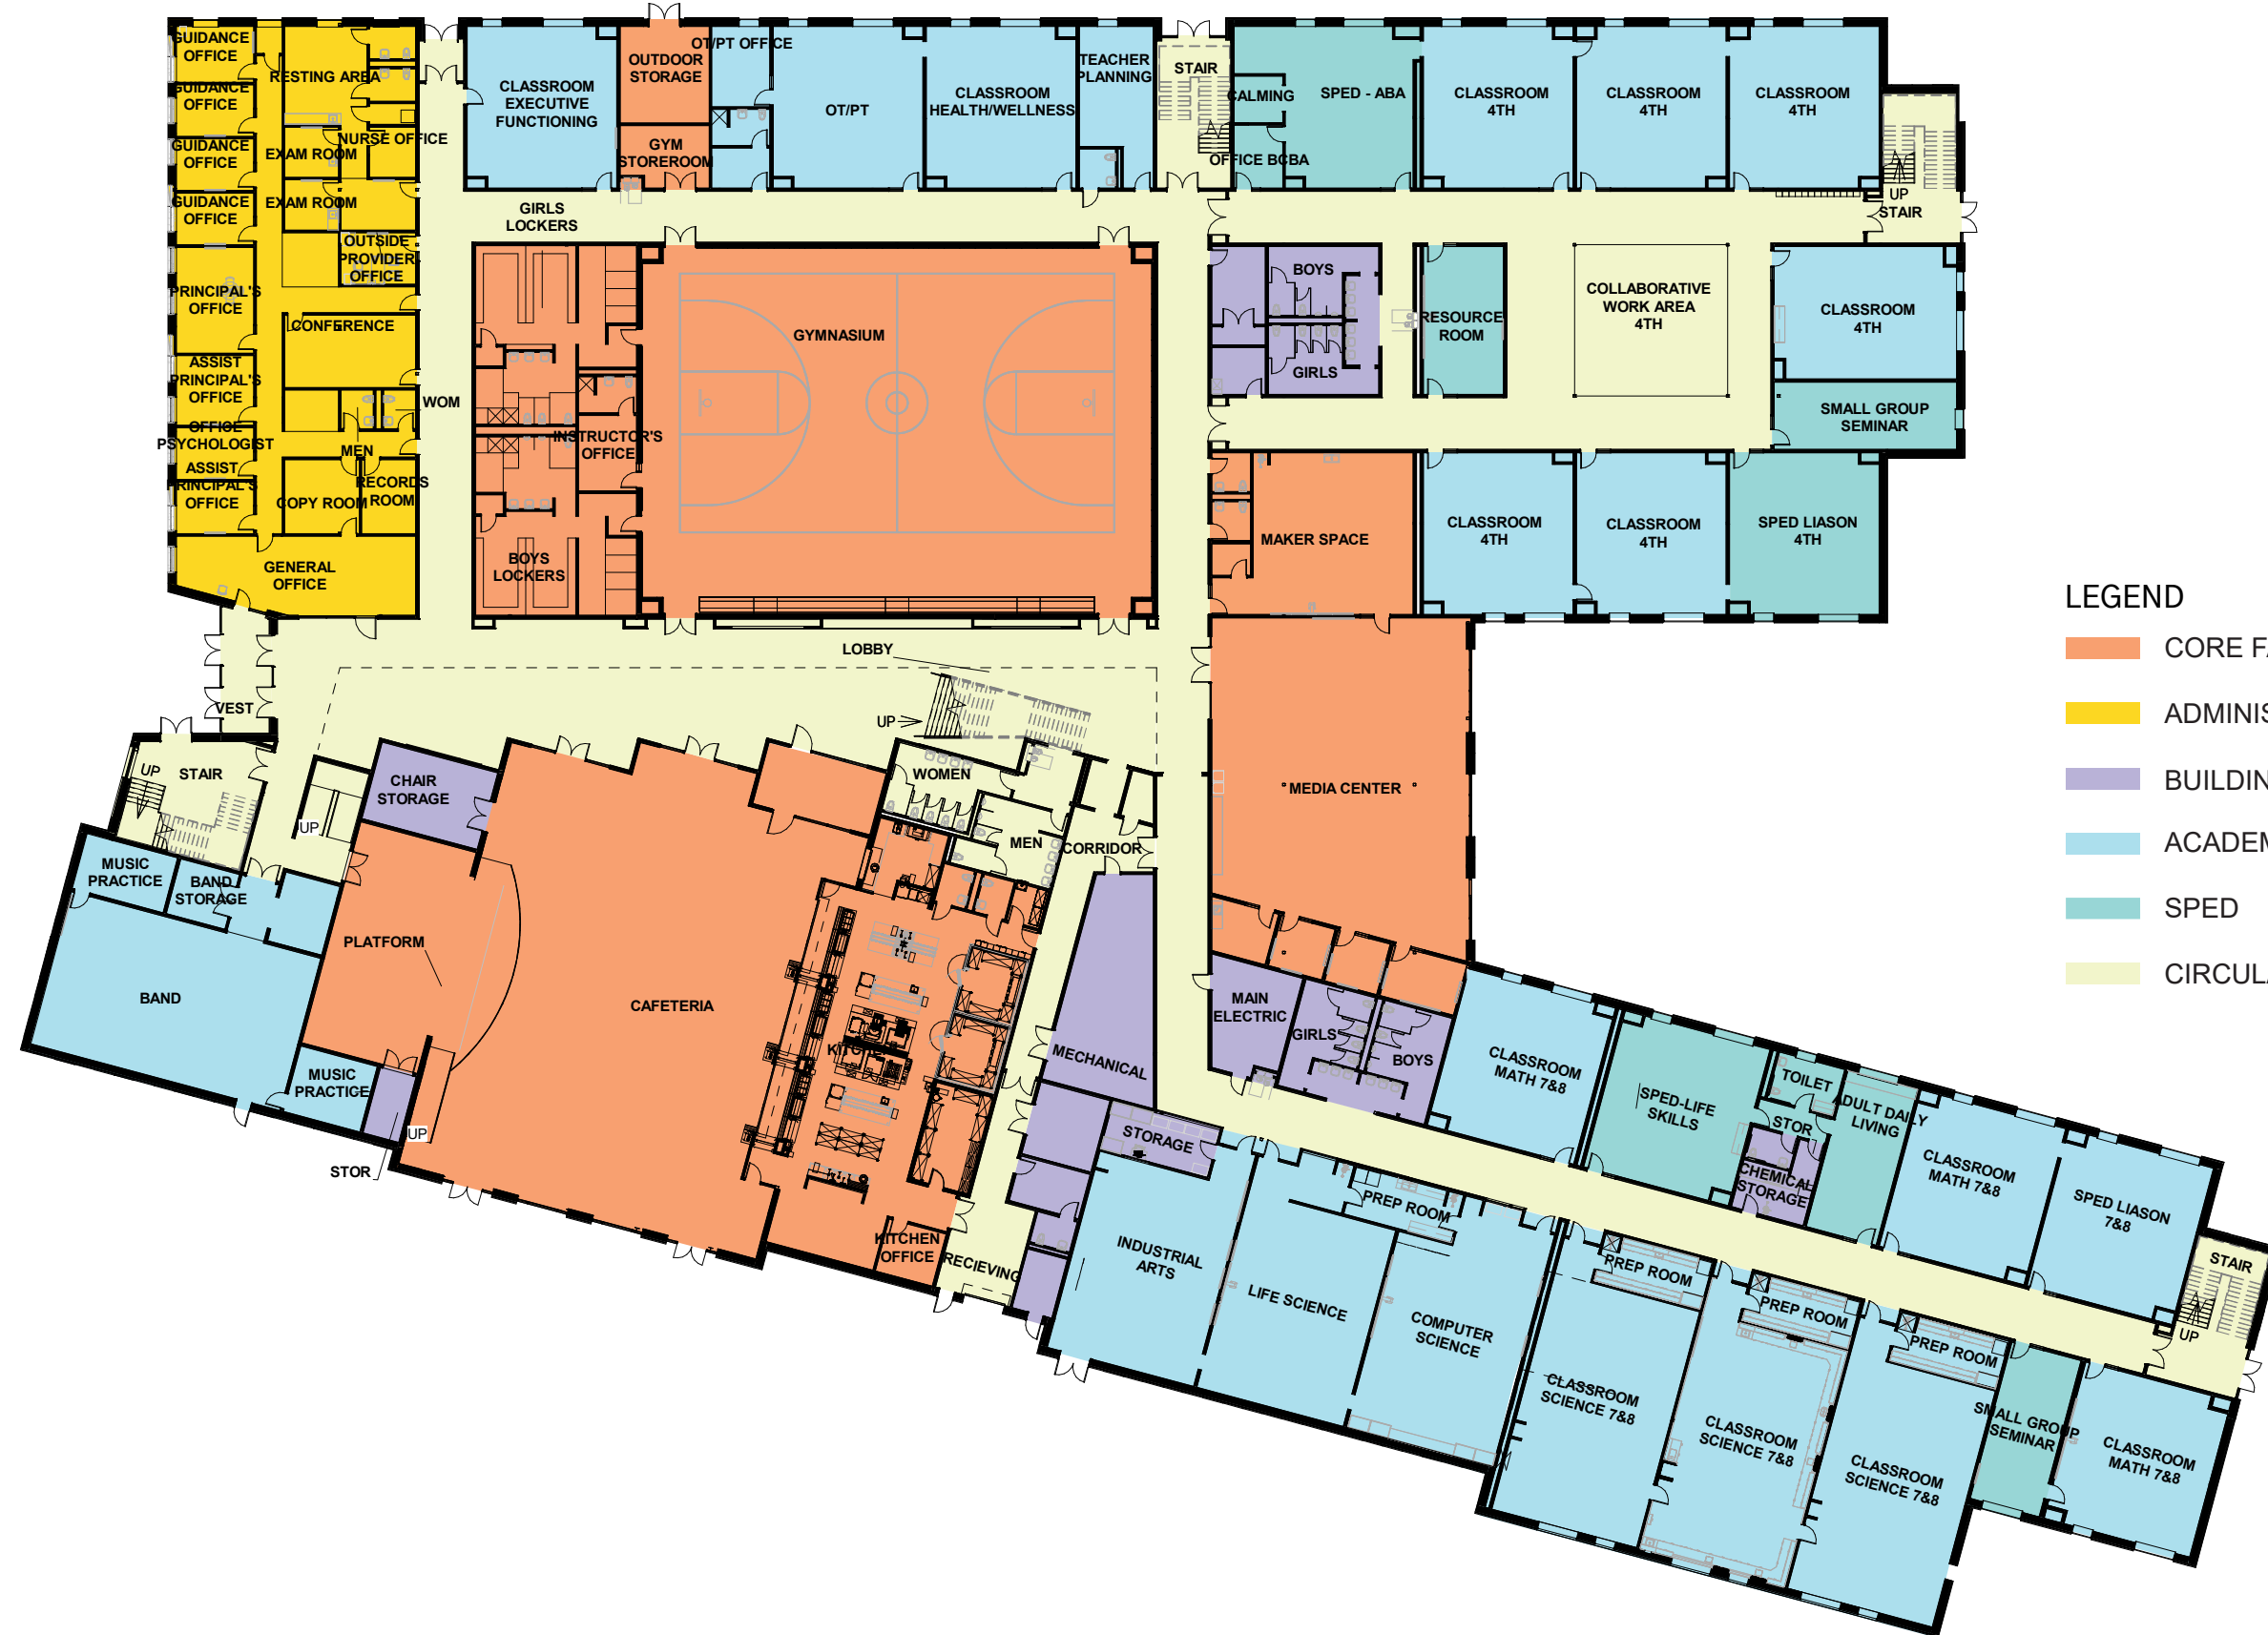 GUIDANCE
OFFICE
RESTING AREA
GUIDANCE
OFFICE
NURSE OFFICE
GUIDANCE
OFFICE
EXAM ROOM
GUIDANCE
OFFICE
EXAM ROOM
OUTSIDE
PROVIDER
OFFICE
PRINCIPAL'S
OFFICE
CONFERENCE
ASSIST
PRINCIPAL'S
OFFICE
WOM
OFFICE
PSYCHOLOGIST
MEN
ASSIST
PRINCIPAL'S
OFFICE
COPY ROOM
RECORDS
ROOM
GENERAL
OFFICE
CLASSROOM
EXECUTIVE
FUNCTIONING
OUTDOOR
STORAGE
OT/PT OFFICE
GYM
STOREROOM
OT/PT
CLASSROOM
HEALTH/WELLNESS
TEACHER
PLANNING
STAIR
CALMING
SPED - ABA
OFFICE BCBA
CLASSROOM
4TH
CLASSROOM
4TH
CLASSROOM
4TH
UP
STAIR
GIRLS
LOCKERS
GYMNASIUM
INSTRUCTOR'S
OFFICE
BOYS
LOCKERS
BOYS
GIRLS
RESOURCE
ROOM
COLLABORATIVE
WORK AREA
4TH
CLASSROOM
4TH
SMALL GROUP
SEMINAR
MAKER SPACE
CLASSROOM
4TH
CLASSROOM
4TH
SPED LIASON
4TH
LEGEND
CORE FA
ADMINIS
BUILDIN
ACADEM
SPED
CIRCULA
LOBBY
VEST
UP
STAIR
UP
CHAIR
STORAGE
UP
WOMEN
MEN
CORRIDOR
MEDIA CENTER
MUSIC
PRACTICE
BAND
STORAGE
PLATFORM
BAND
CAFETERIA
KITCHEN
MUSIC
PRACTICE
UP
STOR
MECHANICAL
MAIN
ELECTRIC
GIRLS
BOYS
CLASSROOM
MATH 7&8
SPED-LIFE
SKILLS
TOILET
ADULT DAILY
LIVING
STOR
CHEMICAL
STORAGE
CLASSROOM
MATH 7&8
SPED LIASON
7&8
STAIR
UP
STORAGE
KITCHEN
OFFICE
RECIEVING
INDUSTRIAL
ARTS
PREP ROOM
LIFE SCIENCE
COMPUTER
SCIENCE
PREP ROOM
PREP ROOM
PREP ROOM
CLASSROOM
SCIENCE 7&8
CLASSROOM
SCIENCE 7&8
CLASSROOM
SCIENCE 7&8
SMALL GROUP
SEMINAR
CLASSROOM
MATH 7&8